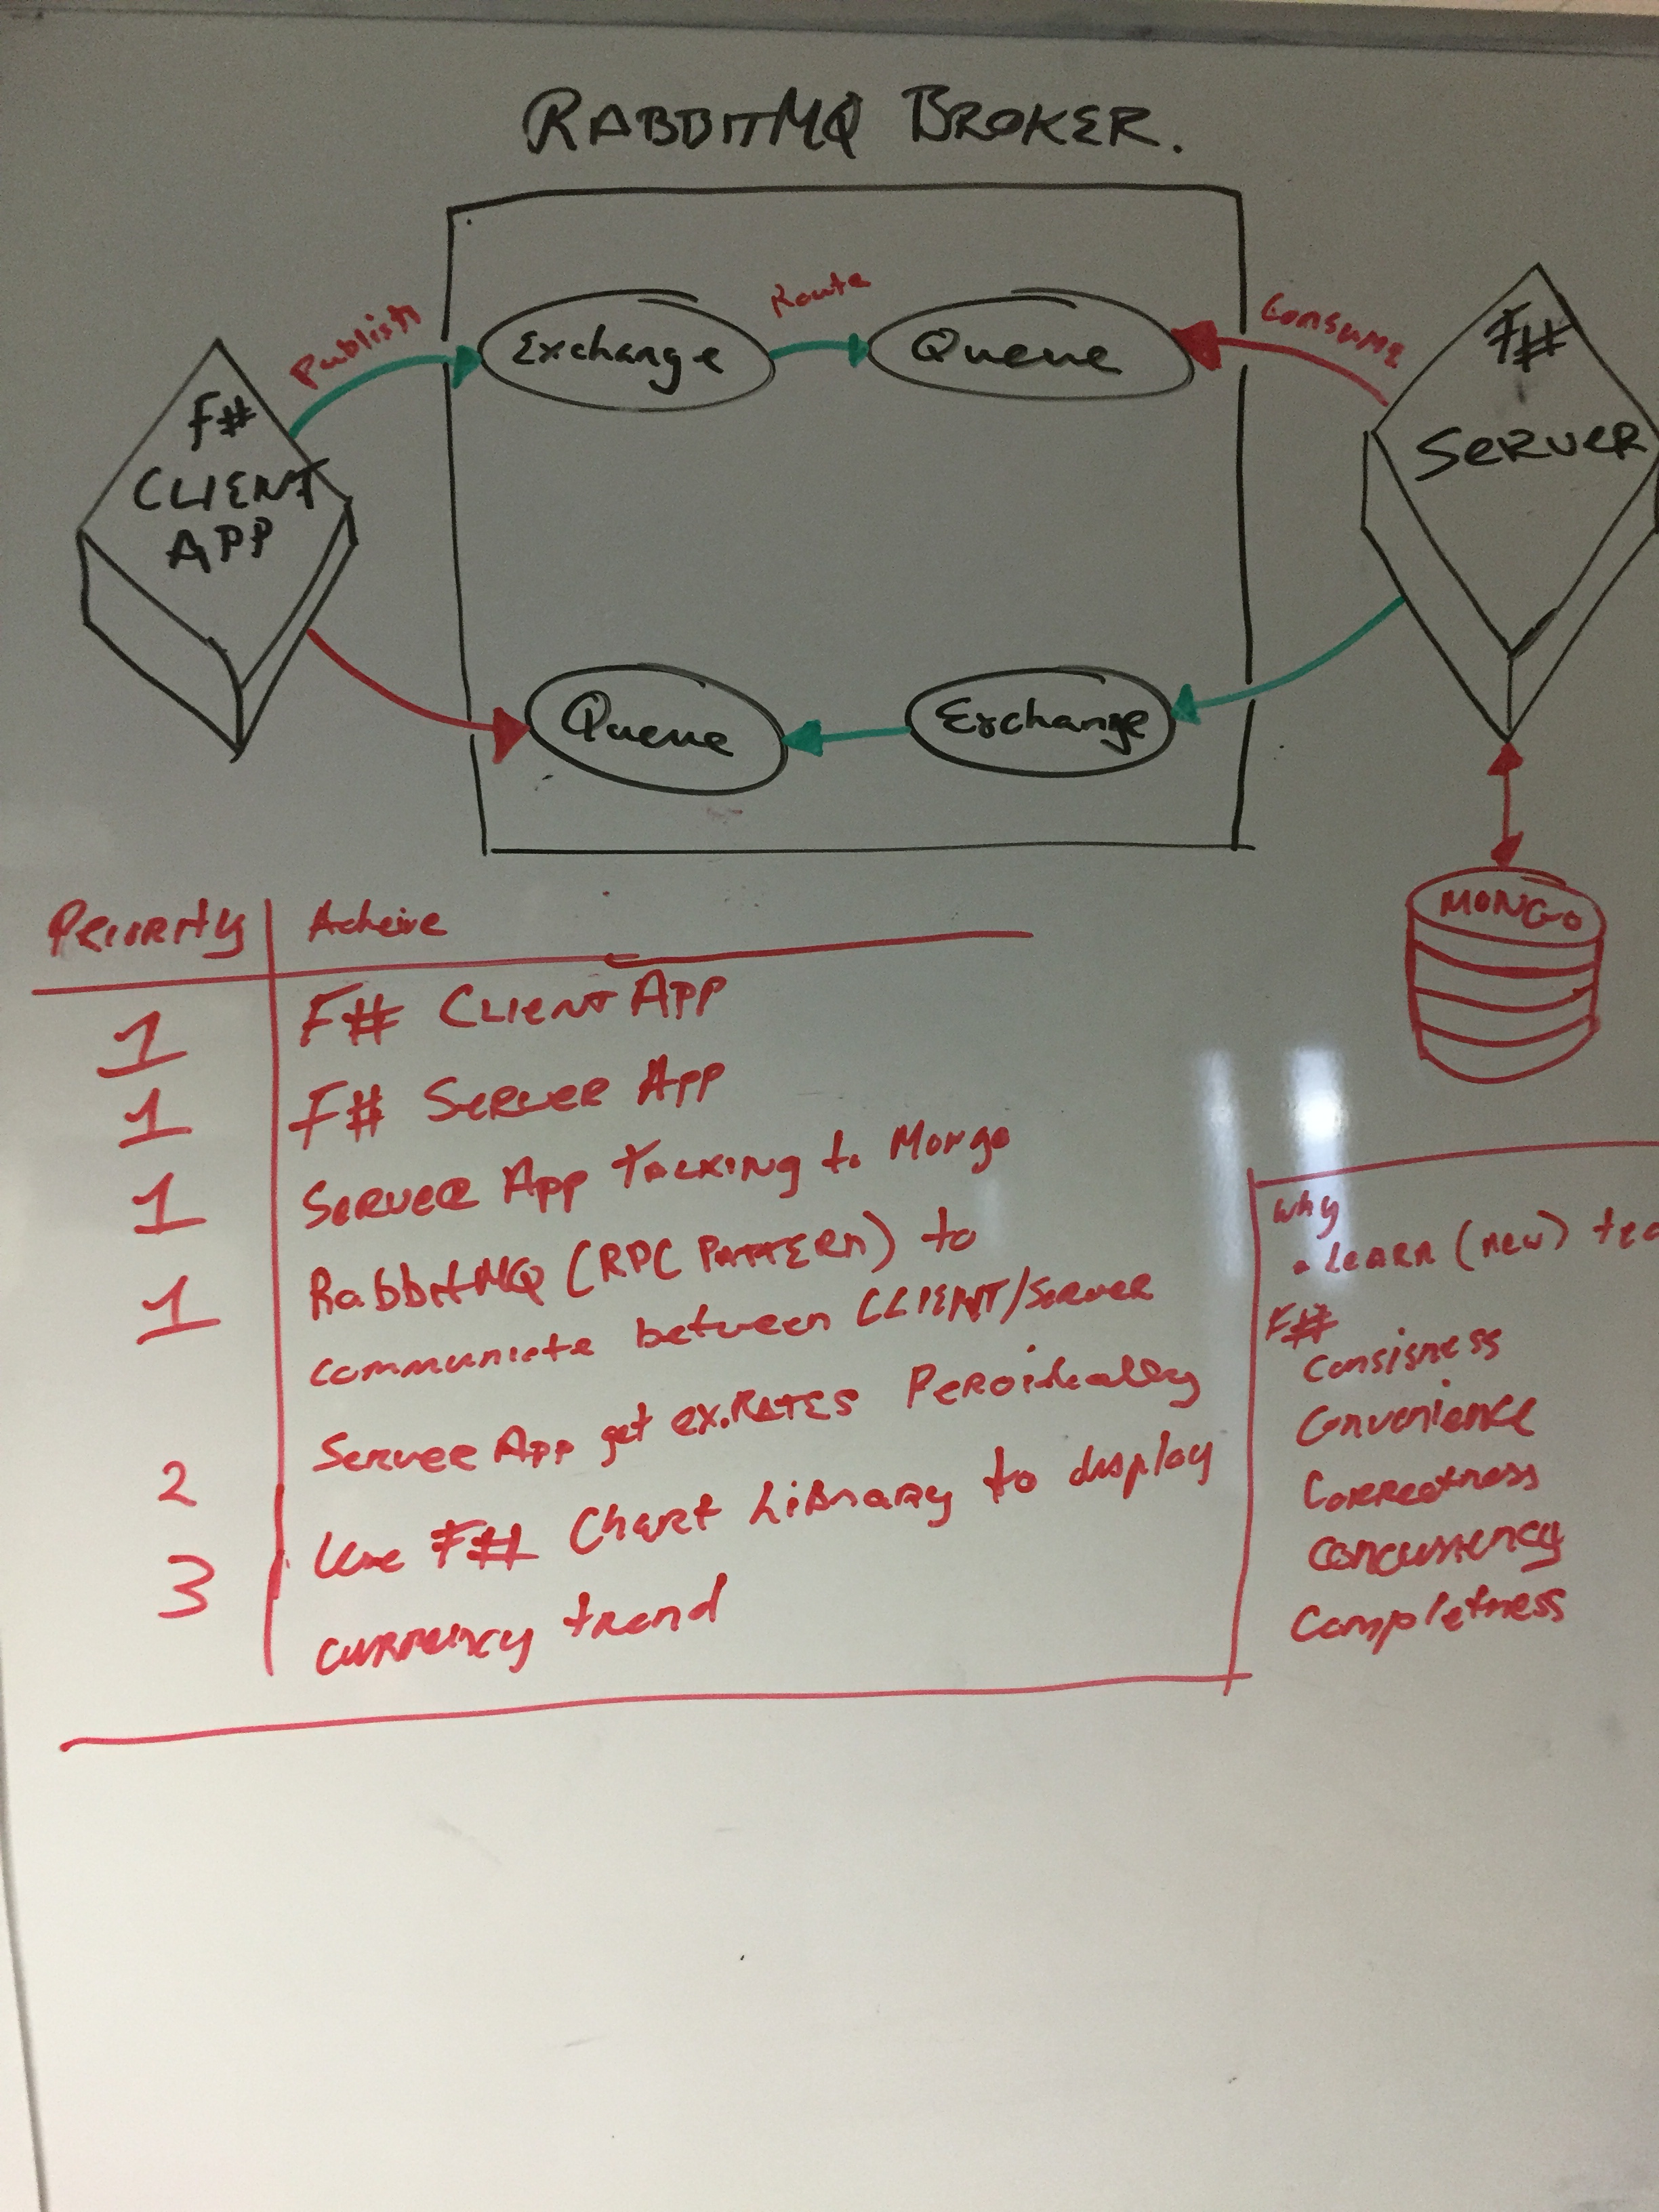 RABBITMQ BROKER.
Publish
Exchange
Route
Queue
Consume
F#
CLIENT
APP
F#
SERVER
Queue
Exchange
MONGO
Priority Acheive
1 F# CLIENT APP
1 F# SERVER APP
1 SERVER APP TALKING to MONGO
1 RabbitMQ (RPC PATTERN) to
communicate between CLIENT/SERVER
2 SERVER APP get ex.RATES Peroidically
3 Use F# Chart LIBRARY to display
currency trend
Why
• LEARN (new)
F#
Consisness
Convenience
Correctness
Concurrency
Completness